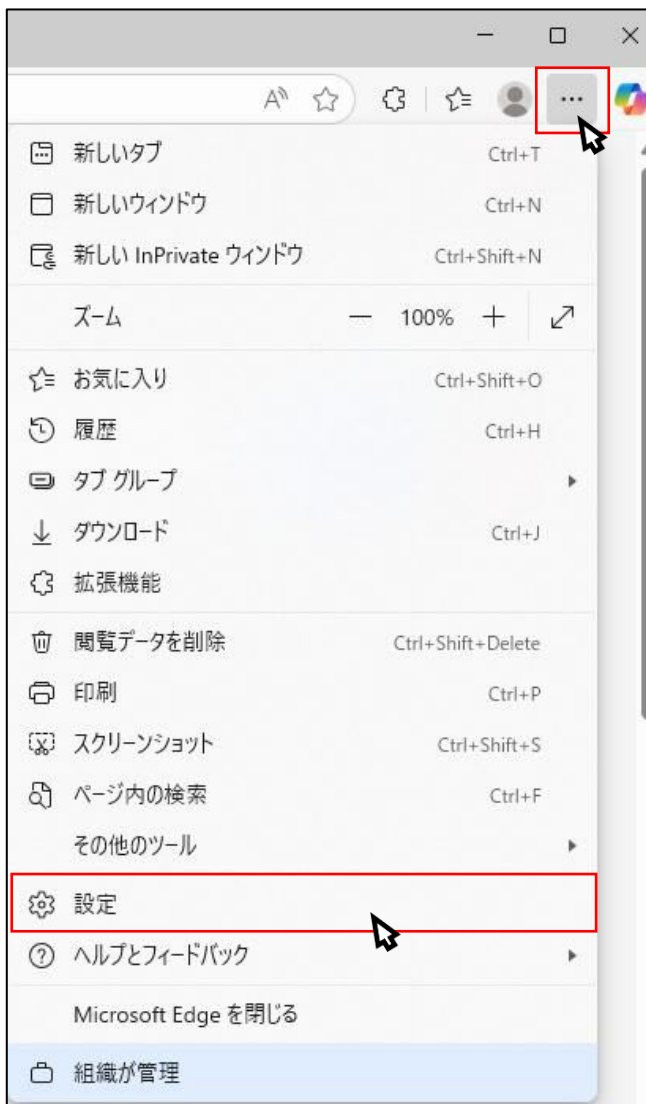 新しいタブ Ctrl+T
新しいウィンドウ Ctrl+N
新しい InPrivate ウィンドウ Ctrl+Shift+N
ズーム 100%
お気に入り Ctrl+Shift+O
履歴 Ctrl+H
タブ グループ
ダウンロード Ctrl+J
拡張機能
閲覧データを削除 Ctrl+Shift+Delete
印刷 Ctrl+P
スクリーンショット Ctrl+Shift+S
ページ内の検索 Ctrl+F
その他のツール
設定
ヘルプとフィードバック
Microsoft Edge を閉じる
組織が管理